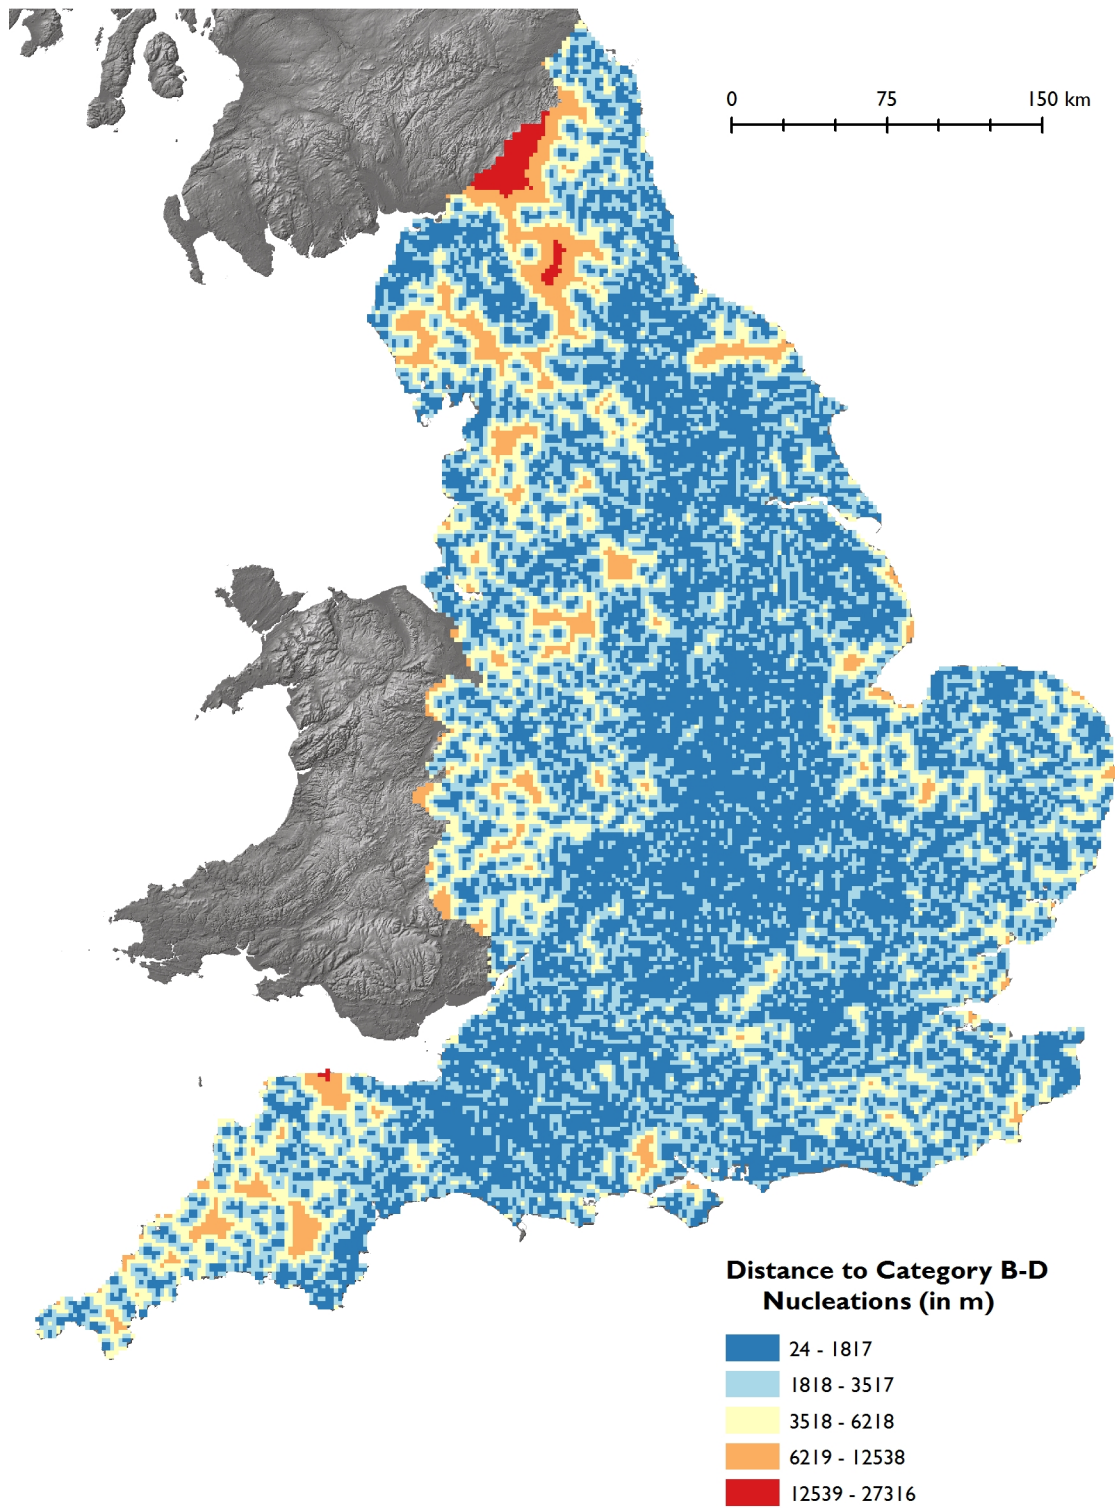 0 75 150 km
Distance to Category B-D
Nucleations (in m)
24 - 1817
1818 - 3517
3518 - 6218
6219 - 12538
12539 - 27316